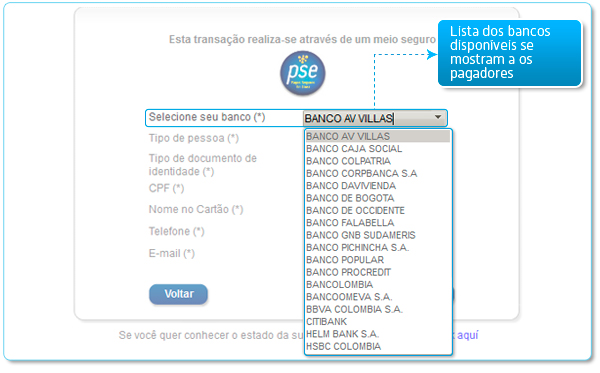 Lista dos bancos
disponíveis se
mostram a os
pagadores
Esta transação realiza-se através de um meio seguro
pse
Selecione seu banco (*)
BANCO AV VILLAS
Tipo de pessoa (*)
Tipo de documento de
identidade (*)
CPF (*)
Nome no Cartão (*)
Telefone (*)
E-mail (*)
BANCO AV VILLAS
BANCO CAJA SOCIAL
BANCO COLPATRIA
BANCO CORPBANCA S.A
BANCO DAVIVIENDA
BANCO DE BOGOTA
BANCO DE OCCIDENTE
BANCO FALABELLA
BANCO GNB SUDAMERIS
BANCO PICHINCHA S.A.
BANCO POPULAR
BANCO PROCREDIT
BANCOLOMBIA
BANCOOMEVA S.A.
BBVA COLOMBIA S.A.
CITIBANK
HELM BANK S.A.
HSBC COLOMBIA
Voltar
Se você quer conhecer o estado da su
aquí